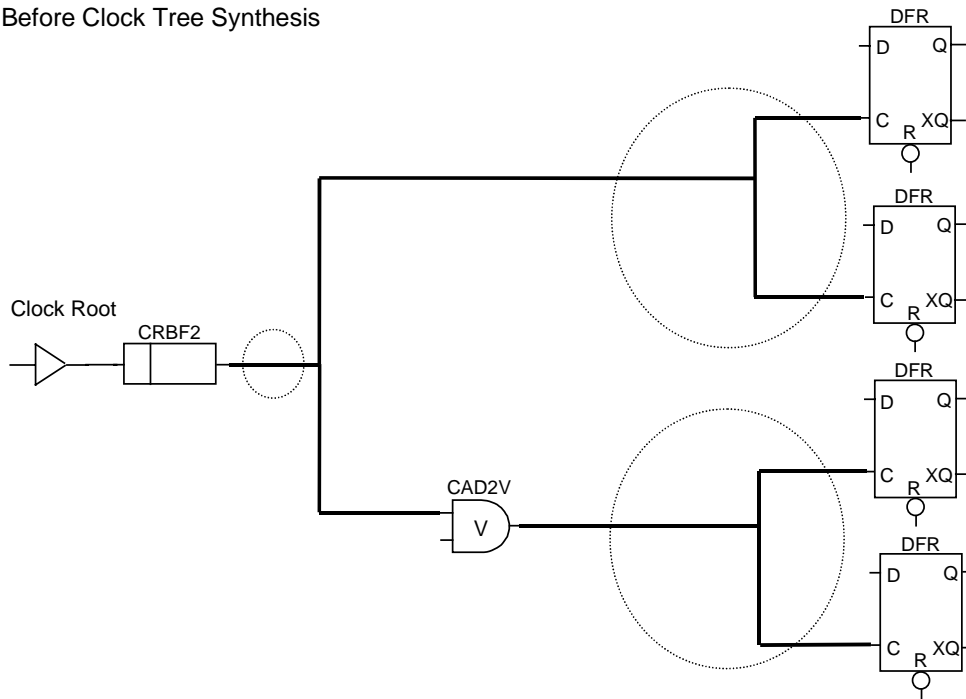 Before Clock Tree Synthesis
DFR
D Q
C XQ
R
DFR
D Q
C XQ
R
Clock Root
CRBF2
DFR
D Q
C XQ
R
CAD2V
V
DFR
D Q
C XQ
R